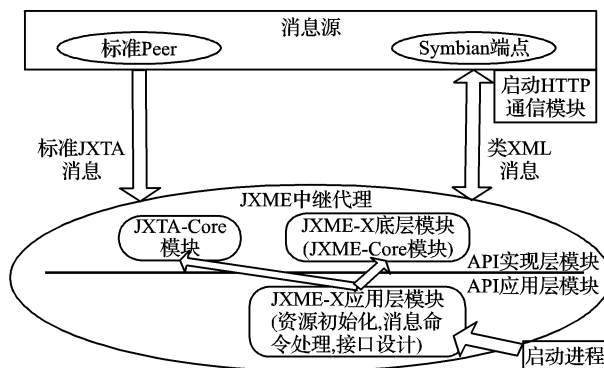 消息源
标准Peer
Symbian端点
启动HTTP
通信模块
标准JXTA
消息
类XML
消息
JXME中继代理
JXTA-Core
模块
JXME-X底层模块
(JXME-Core模块)
API实现层模块
API应用层模块
JXME-X应用层模块
(资源初始化,消息命
令处理,接口设计)
启动进程